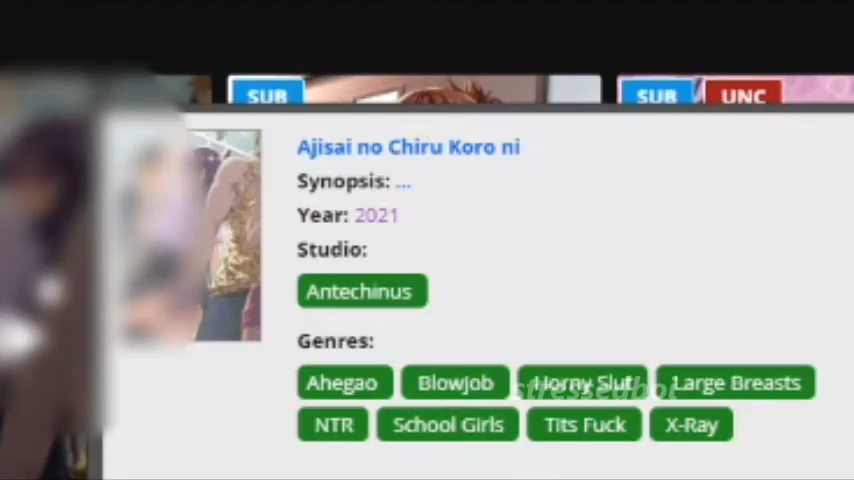 SUB SUB UNC
Ajisai no Chiru Koro ni
Synopsis: ...
Year: 2021
Studio:
Antechinus
Genres:
Ahegao Blowjob Horny Slut Large Breasts
stressedbot
NTR School Girls Tits Fuck X-Ray